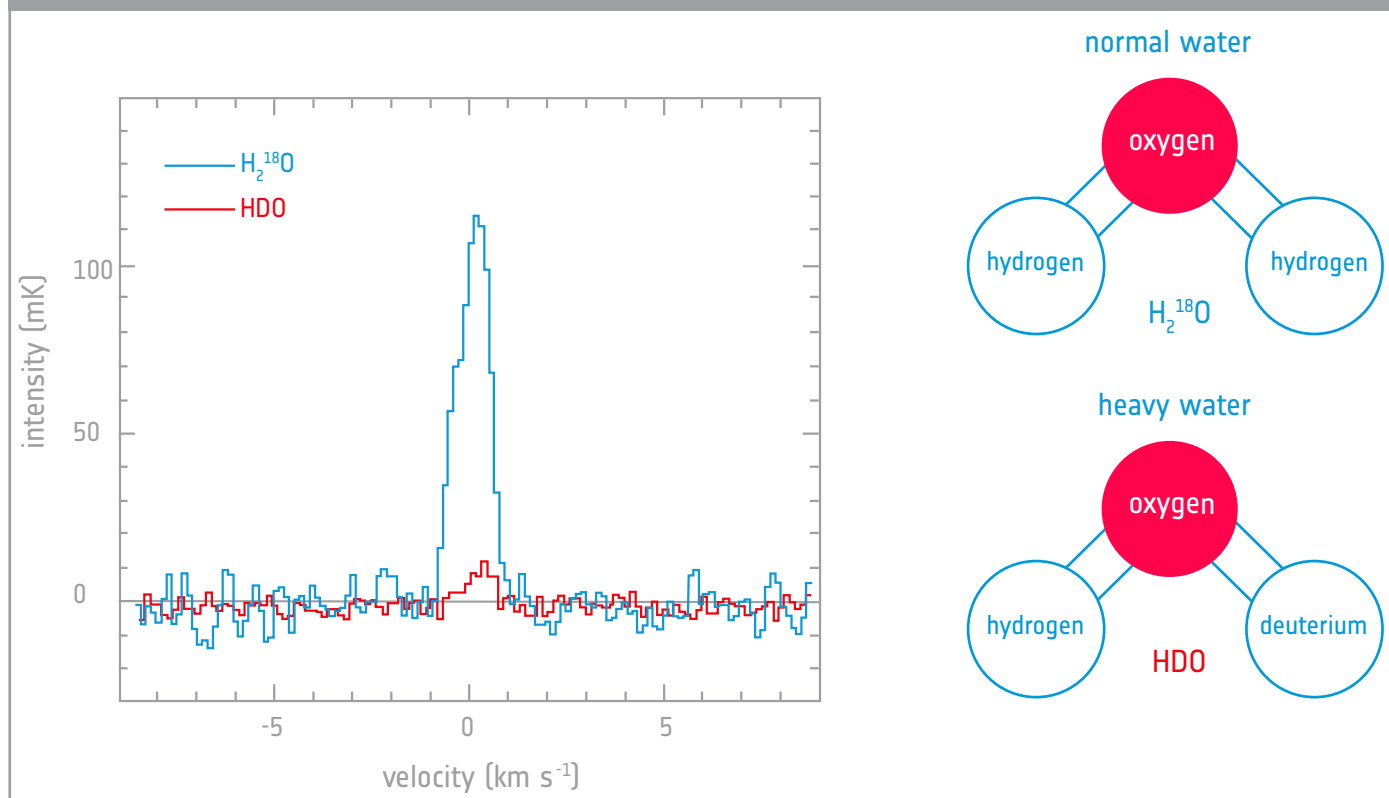 normal water
oxygen
hydrogen
hydrogen
H₂¹⁸O
heavy water
oxygen
hydrogen
deuterium
HDO
H₂¹⁸O
HDO
100
50
0
intensity (mK)
-5
0
5
velocity (km s⁻¹)